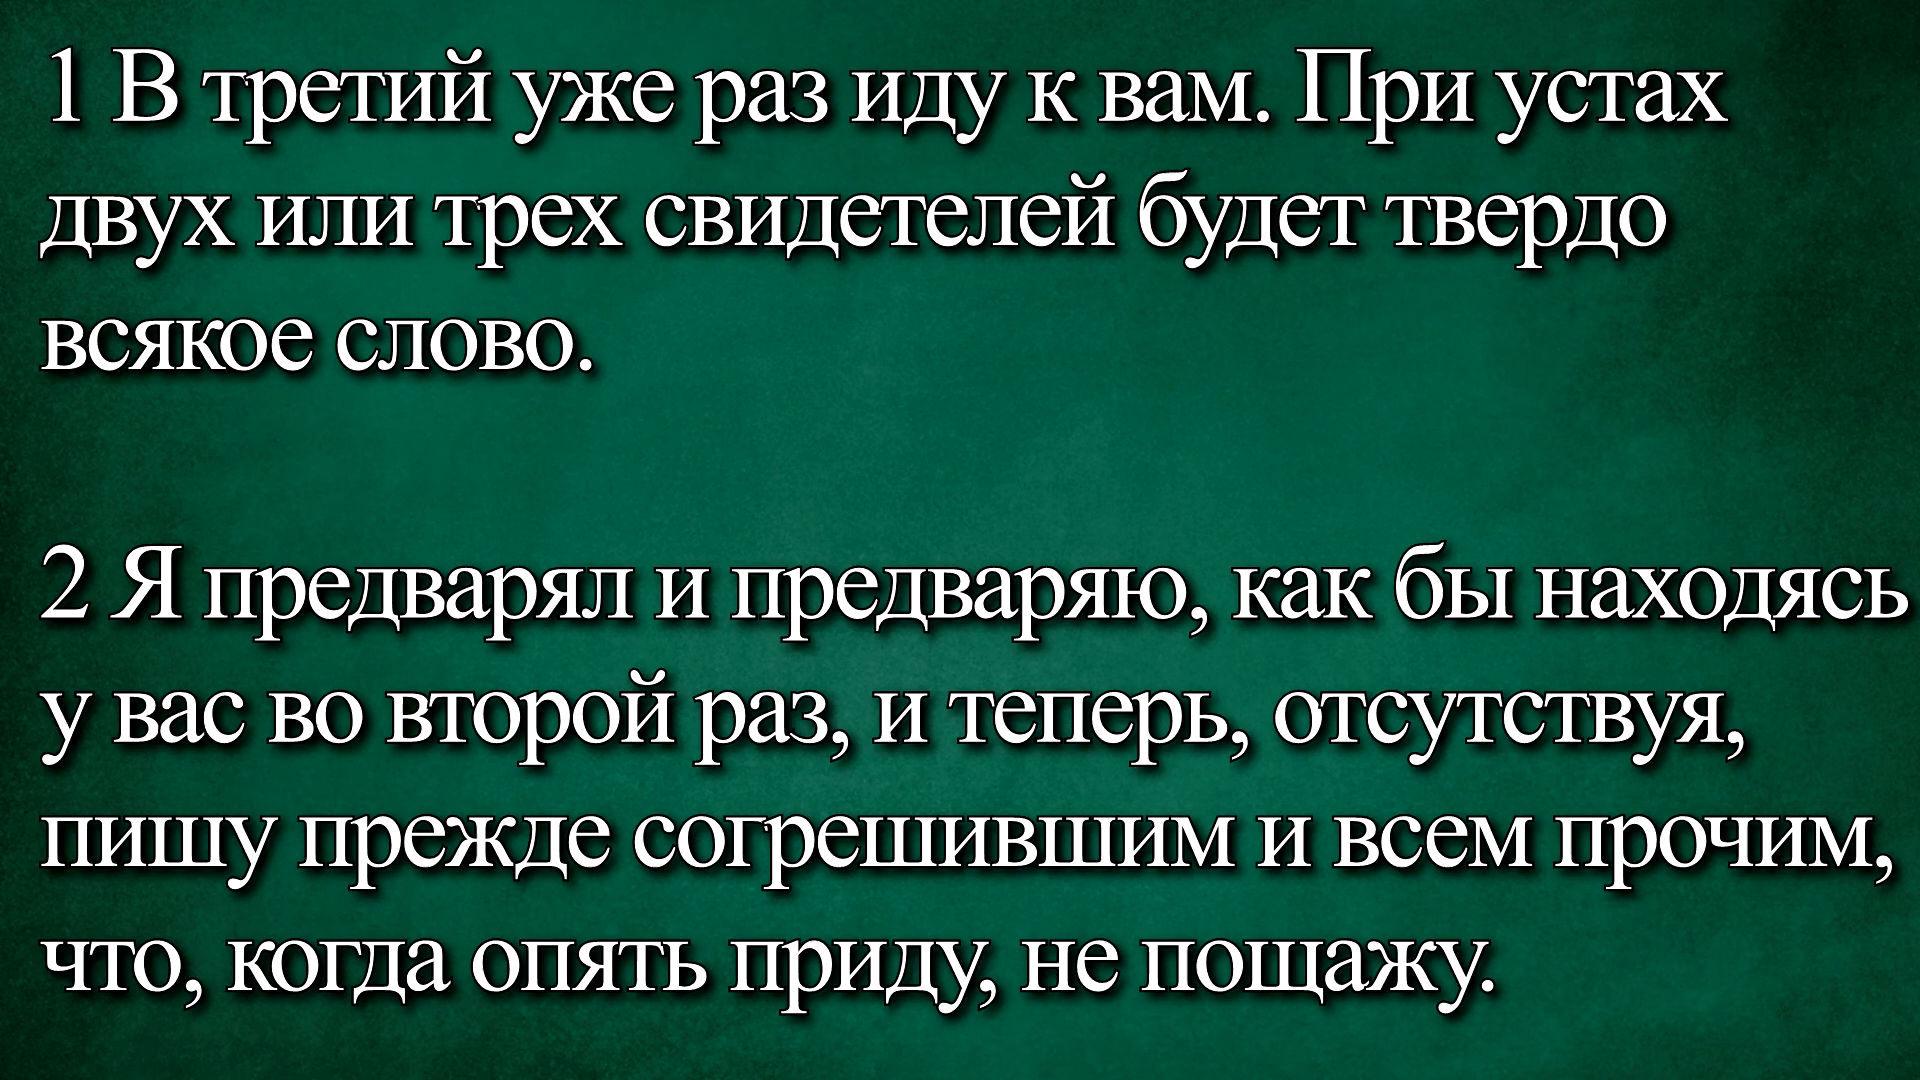 1 В третий уже раз иду к вам. При устах
двух или трех свидетелей будет твердо
всякое слово.
2 Я предварял и предваряю, как бы находясь
у вас во второй раз, и теперь, отсутствуя,
пишу прежде согрешившим и всем прочим,
что, когда опять приду, не пощажу.